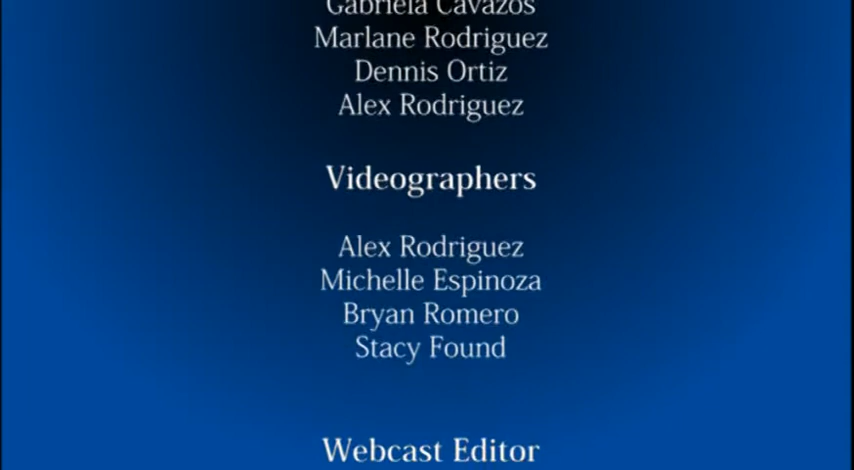 Gabriela Cavazos
Marlane Rodriguez
Dennis Ortiz
Alex Rodriguez
Videographers
Alex Rodriguez
Michelle Espinoza
Bryan Romero
Stacy Found
Webcast Editor